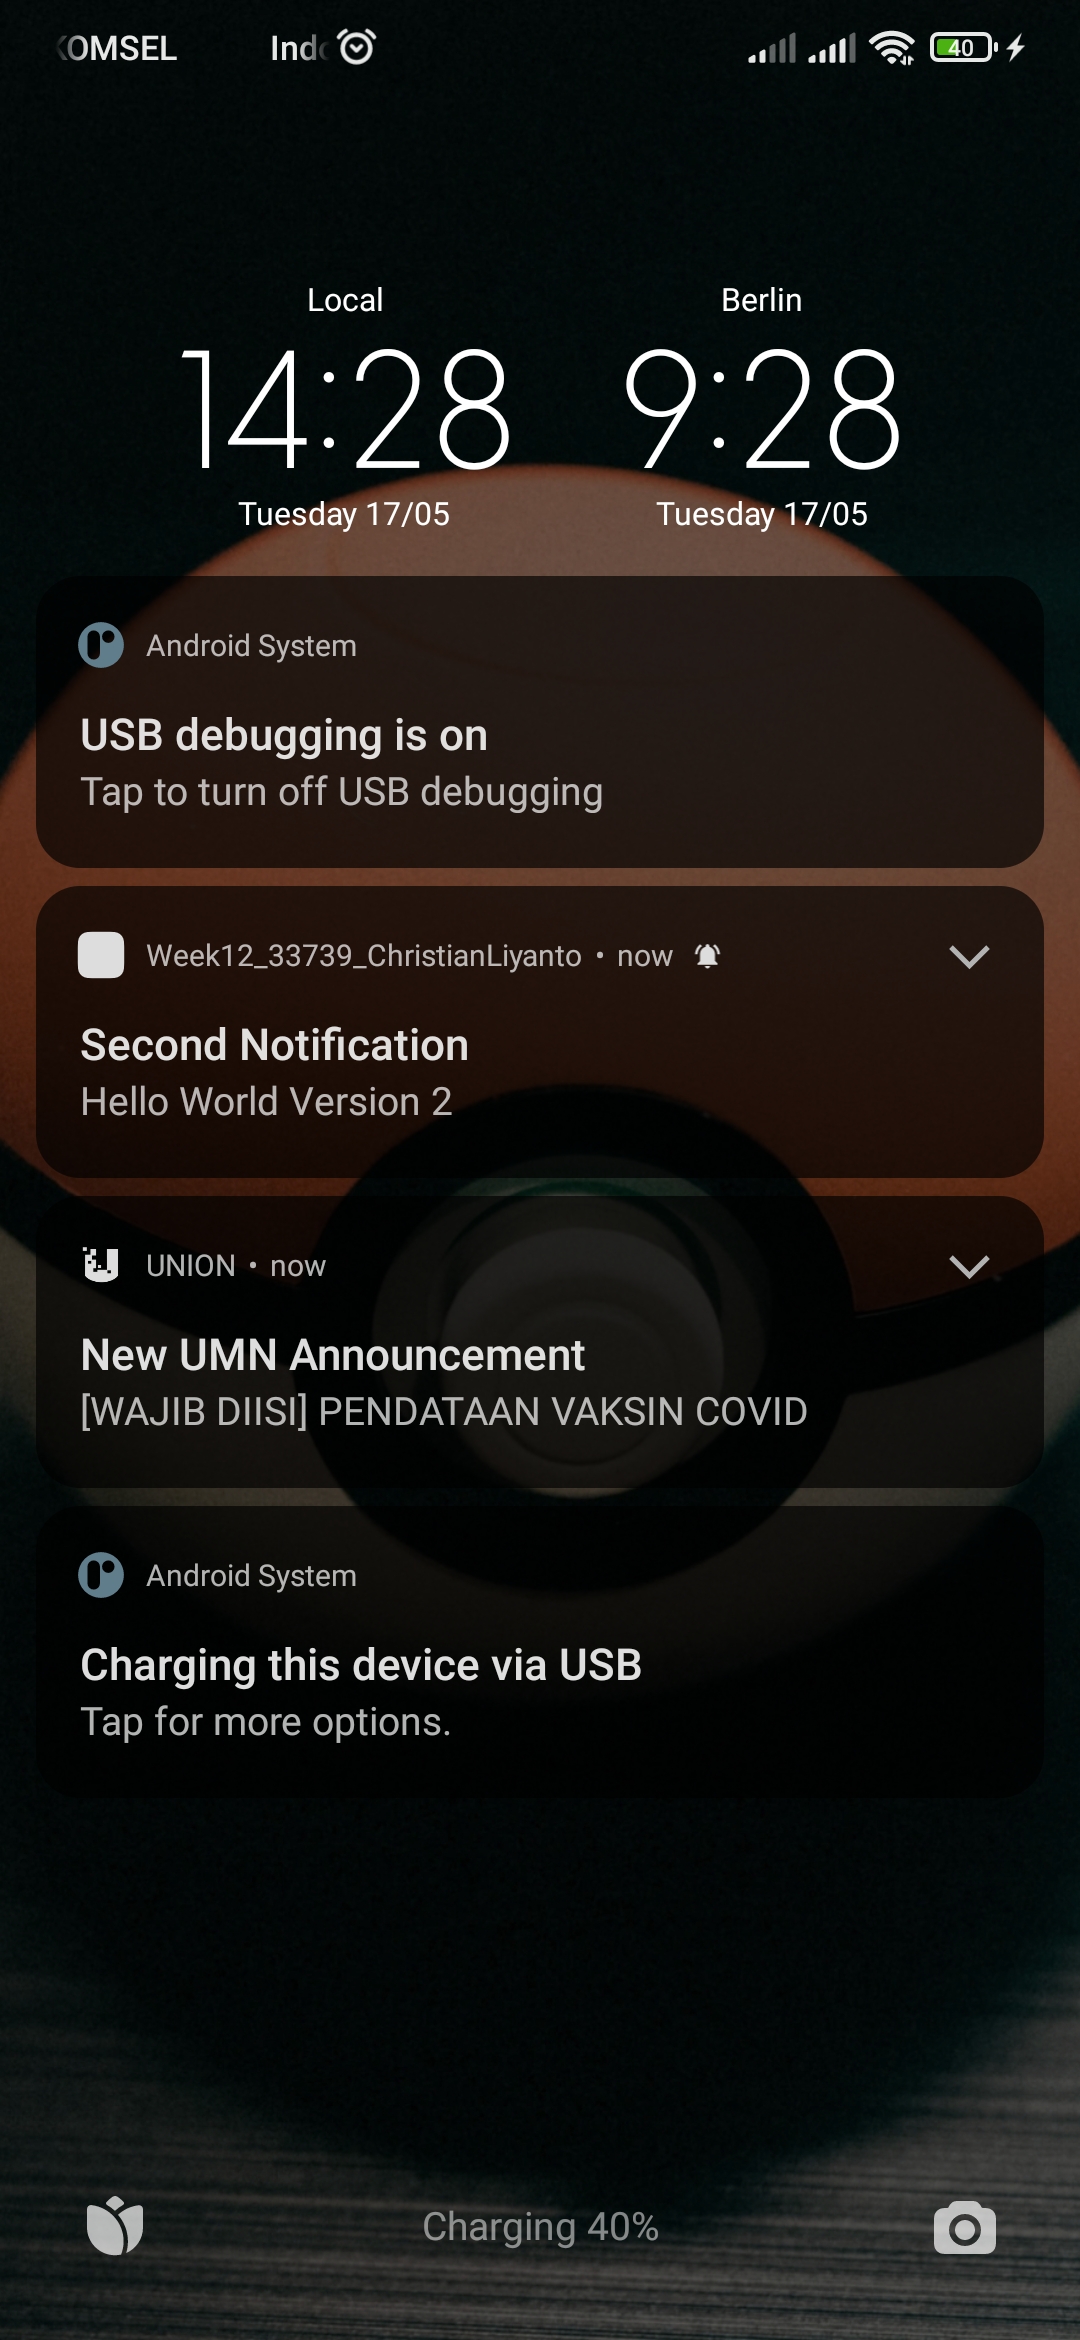 OMSEL Ind 40
Local Berlin
14:28 9:28
Tuesday 17/05 Tuesday 17/05
Android System
USB debugging is on
Tap to turn off USB debugging
Week12_33739_ChristianLiyanto • now
Second Notification
Hello World Version 2
UNION • now
New UMN Announcement
[WAJIB DIISI] PENDATAAN VAKSIN COVID
Android System
Charging this device via USB
Tap for more options.
Charging 40%